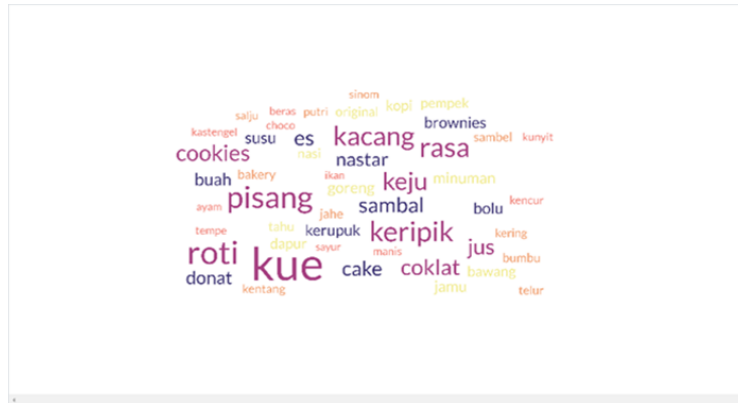 sinom
salju beras putri original kopi pempek
kastengel choco brownies
susu es kacang rasa sambel kunyit
cookies nasi nastar
buah bakery ikan keju minuman
pisang goreng sambal
ayam jahe bolu kencur
tempe tahu kerupuk keripik kering
dapur sayur manis jus
roti kue cake coklat bawang bumbu
donat kentang jamu telur